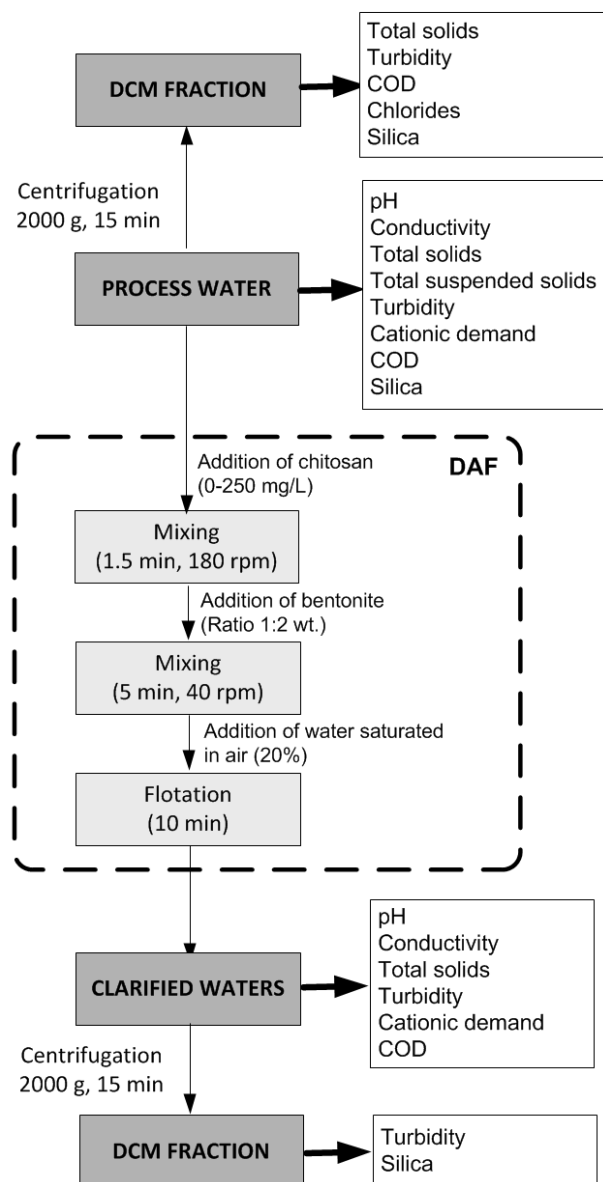 Total solids
Turbidity
COD
Chlorides
Silica
DCM FRACTION
Centrifugation
2000 g, 15 min
pH
Conductivity
Total solids
Total suspended solids
Turbidity
Cationic demand
COD
Silica
PROCESS WATER
DAF
Addition of chitosan
(0-250 mg/L)
Mixing
(1.5 min, 180 rpm)
Addition of bentonite
(Ratio 1:2 wt.)
Mixing
(5 min, 40 rpm)
Addition of water saturated
in air (20%)
Flotation
(10 min)
pH
Conductivity
Total solids
Turbidity
Cationic demand
COD
CLARIFIED WATERS
Centrifugation
2000 g, 15 min
DCM FRACTION
Turbidity
Silica